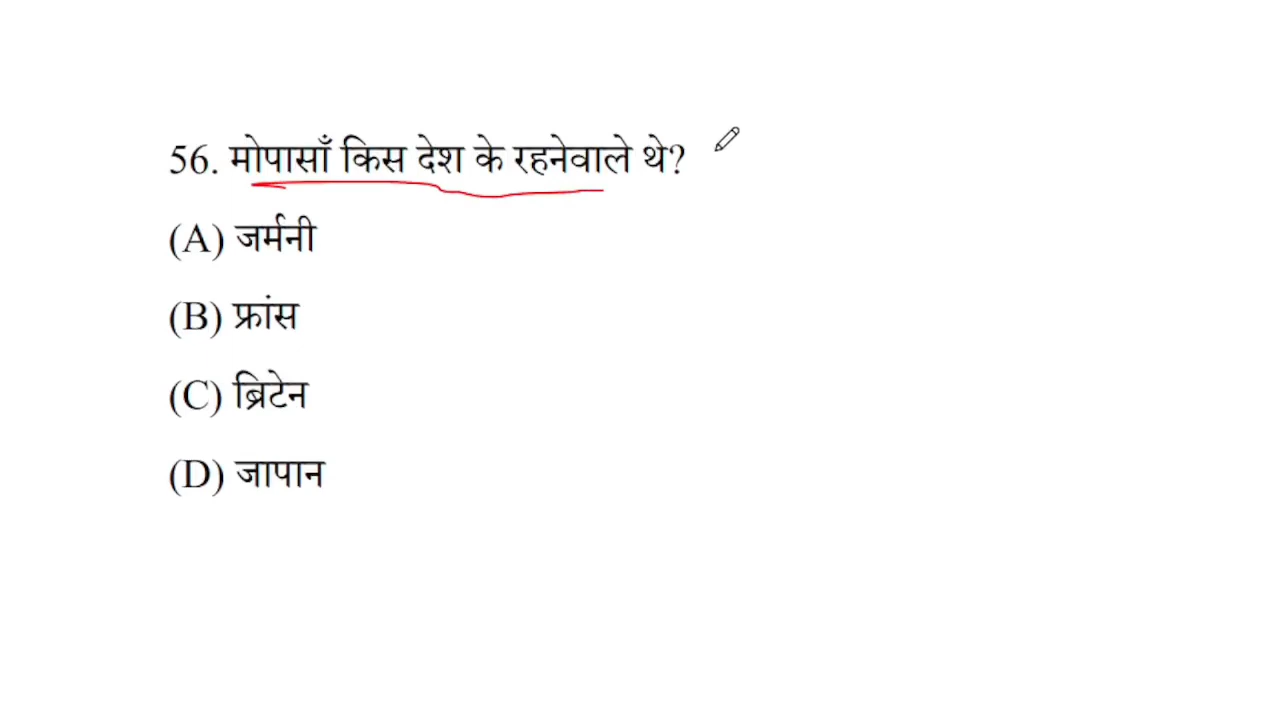 56. मोपासाँ किस देश के रहनेवाले थे?
(A) जर्मनी
(B) फ्रांस
(C) ब्रिटेन
(D) जापान